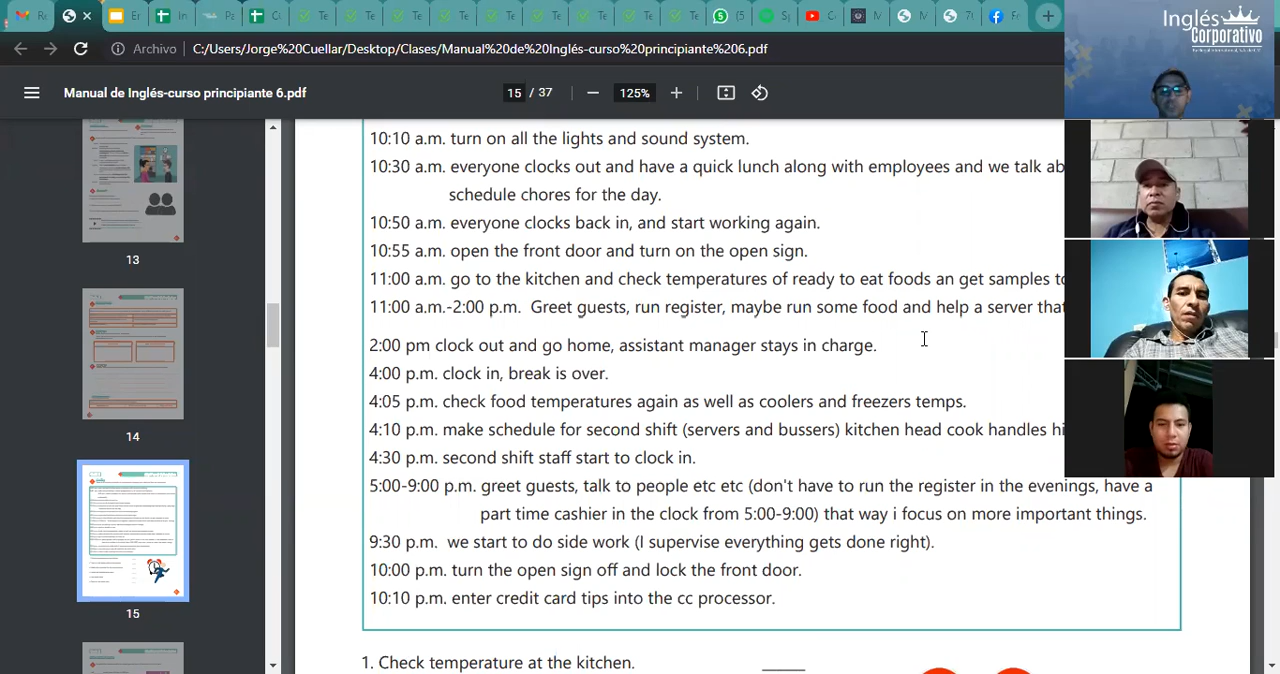 Inglés
Corporativo
Archivo C:/Users/Jorge%20Cuellar/Desktop/Clases/Manual%20de%20Inglés-curso%20principiante%206.pdf
Manual de Inglés-curso principiante 6.pdf
15 / 37
125%
10:10 a.m. turn on all the lights and sound system.
10:30 a.m. everyone clocks out and have a quick lunch along with employees and we talk ab
schedule chores for the day.
10:50 a.m. everyone clocks back in, and start working again.
10:55 a.m. open the front door and turn on the open sign.
11:00 a.m. go to the kitchen and check temperatures of ready to eat foods an get samples to
11:00 a.m.-2:00 p.m. Greet guests, run register, maybe run some food and help a server that
2:00 pm clock out and go home, assistant manager stays in charge.
4:00 p.m. clock in, break is over.
4:05 p.m. check food temperatures again as well as coolers and freezers temps.
4:10 p.m. nake schedule for second shift (servers and bussers) kitchen head cook handles hi
4:30 p.m. second shift staff start to clock in.
5:00-9:00 p.m. greet guests, talk to people etc etc (don't have to run the register in the evenings, have a
part time cashier in the clock from 5:00-9:00) that way i focus on more important things.
9:30 p.m. we start to do side work (I supervise everything gets done right).
10:00 p.m. turn the open sign off and lock the front door.
10:10 p.m. enter credit card tips into the cc processor.
1. Check temperature at the kitchen.
13
14
15